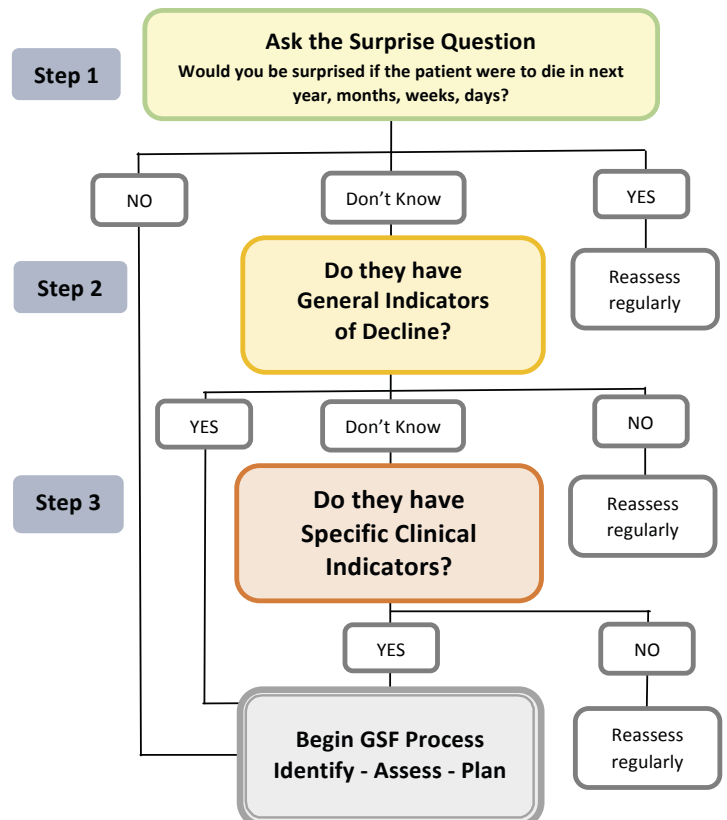 Ask the Surprise Question
Step 1
Would you be surprised if the patient were to die in next
year, months, weeks, days?
NO
Don't Know
YES
Step 2
Do they have
General Indicators
of Decline?
Reassess
regularly
YES
Don't Know
NO
Step 3
Do they have
Specific Clinical
Indicators?
Reassess
regularly
YES
NO
Begin GSF Process
Identify - Assess - Plan
Reassess
regularly